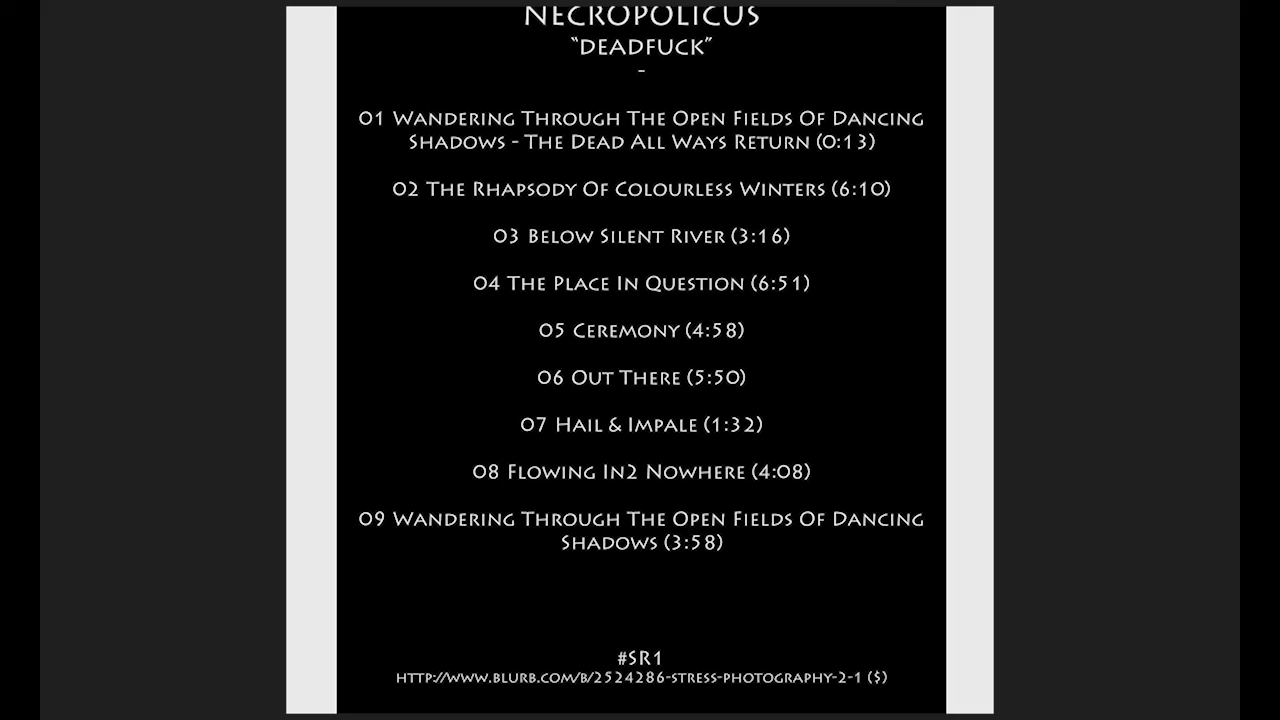 NECROPOLICUS
“DEADFUCK”
-
01 WANDERING THROUGH THE OPEN FIELDS OF DANCING
SHADOWS - THE DEAD ALL WAYS RETURN (0:13)
02 THE RHAPSODY OF COLOURLESS WINTERS (6:10)
03 BELOW SILENT RIVER (3:16)
04 THE PLACE IN QUESTION (6:51)
05 CEREMONY (4:58)
06 OUT THERE (5:50)
07 HAIL & IMPALE (1:32)
08 FLOWING IN2 NOWHERE (4:08)
09 WANDERING THROUGH THE OPEN FIELDS OF DANCING
SHADOWS (3:58)
#SR1
HTTP://WWW.BLURB.COM/B/2524286-STRESS-PHOTOGRAPHY-2-1 ($)